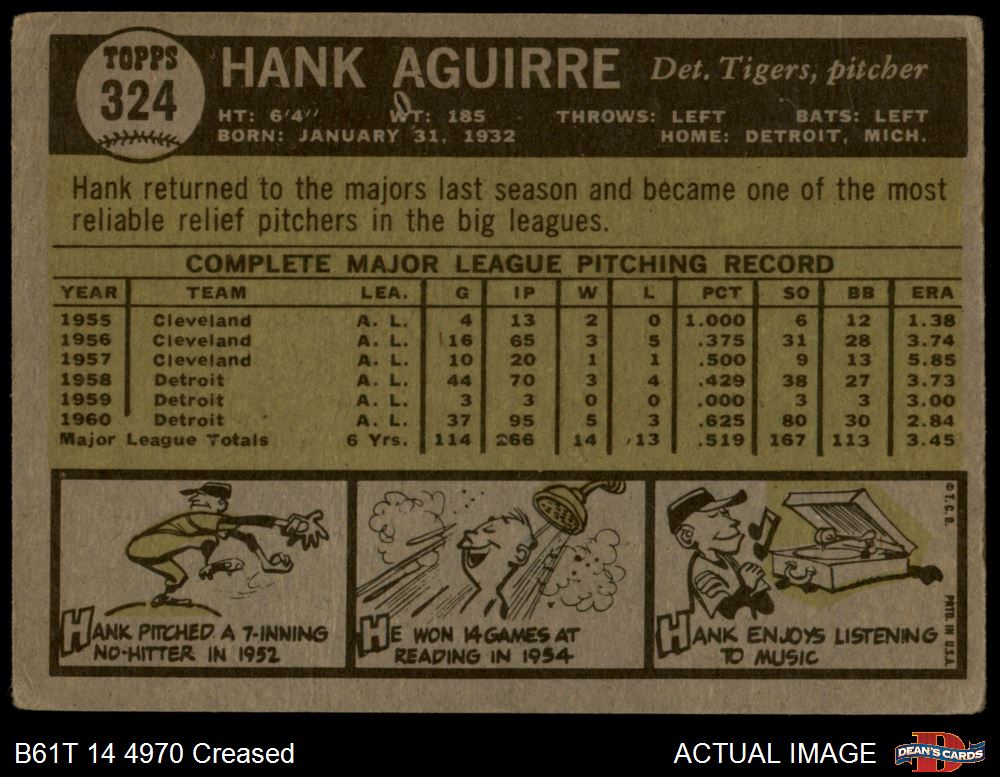 TOPPS
324
HANK AGUIRRE Det. Tigers, pitcher
HT: 6'4" WT: 185 THROWS: LEFT BATS: LEFT
BORN: JANUARY 31, 1932 HOME: DETROIT, MICH.
Hank returned to the majors last season and became one of the most
reliable relief pitchers in the big leagues.
COMPLETE MAJOR LEAGUE PITCHING RECORD
YEAR TEAM LEA. G IP W L PCT SO BB ERA
1955 Cleveland A. L. 4 13 2 0 1.000 6 12 1.38
1956 Cleveland A. L. 16 65 3 5 .375 31 28 3.74
1957 Cleveland A. L. 10 20 1 1 .500 9 13 5.85
1958 Detroit A. L. 44 70 3 4 .429 38 27 3.73
1959 Detroit A. L. 3 3 0 0 .000 3 3 3.00
1960 Detroit A. L. 37 95 5 3 .625 80 30 2.84
Major League Totals 6 Yrs. 114 266 14 13 .519 167 113 3.45
HANK PITCHED A 7-INNING
NO-HITTER IN 1952
HE WON 14 GAMES AT
READING IN 1954
HANK ENJOYS LISTENING
TO MUSIC
© T.C.G.
PRTD. IN U.S.A.
B61T 14 4970 Creased
ACTUAL IMAGE
DEAN'S CARDS